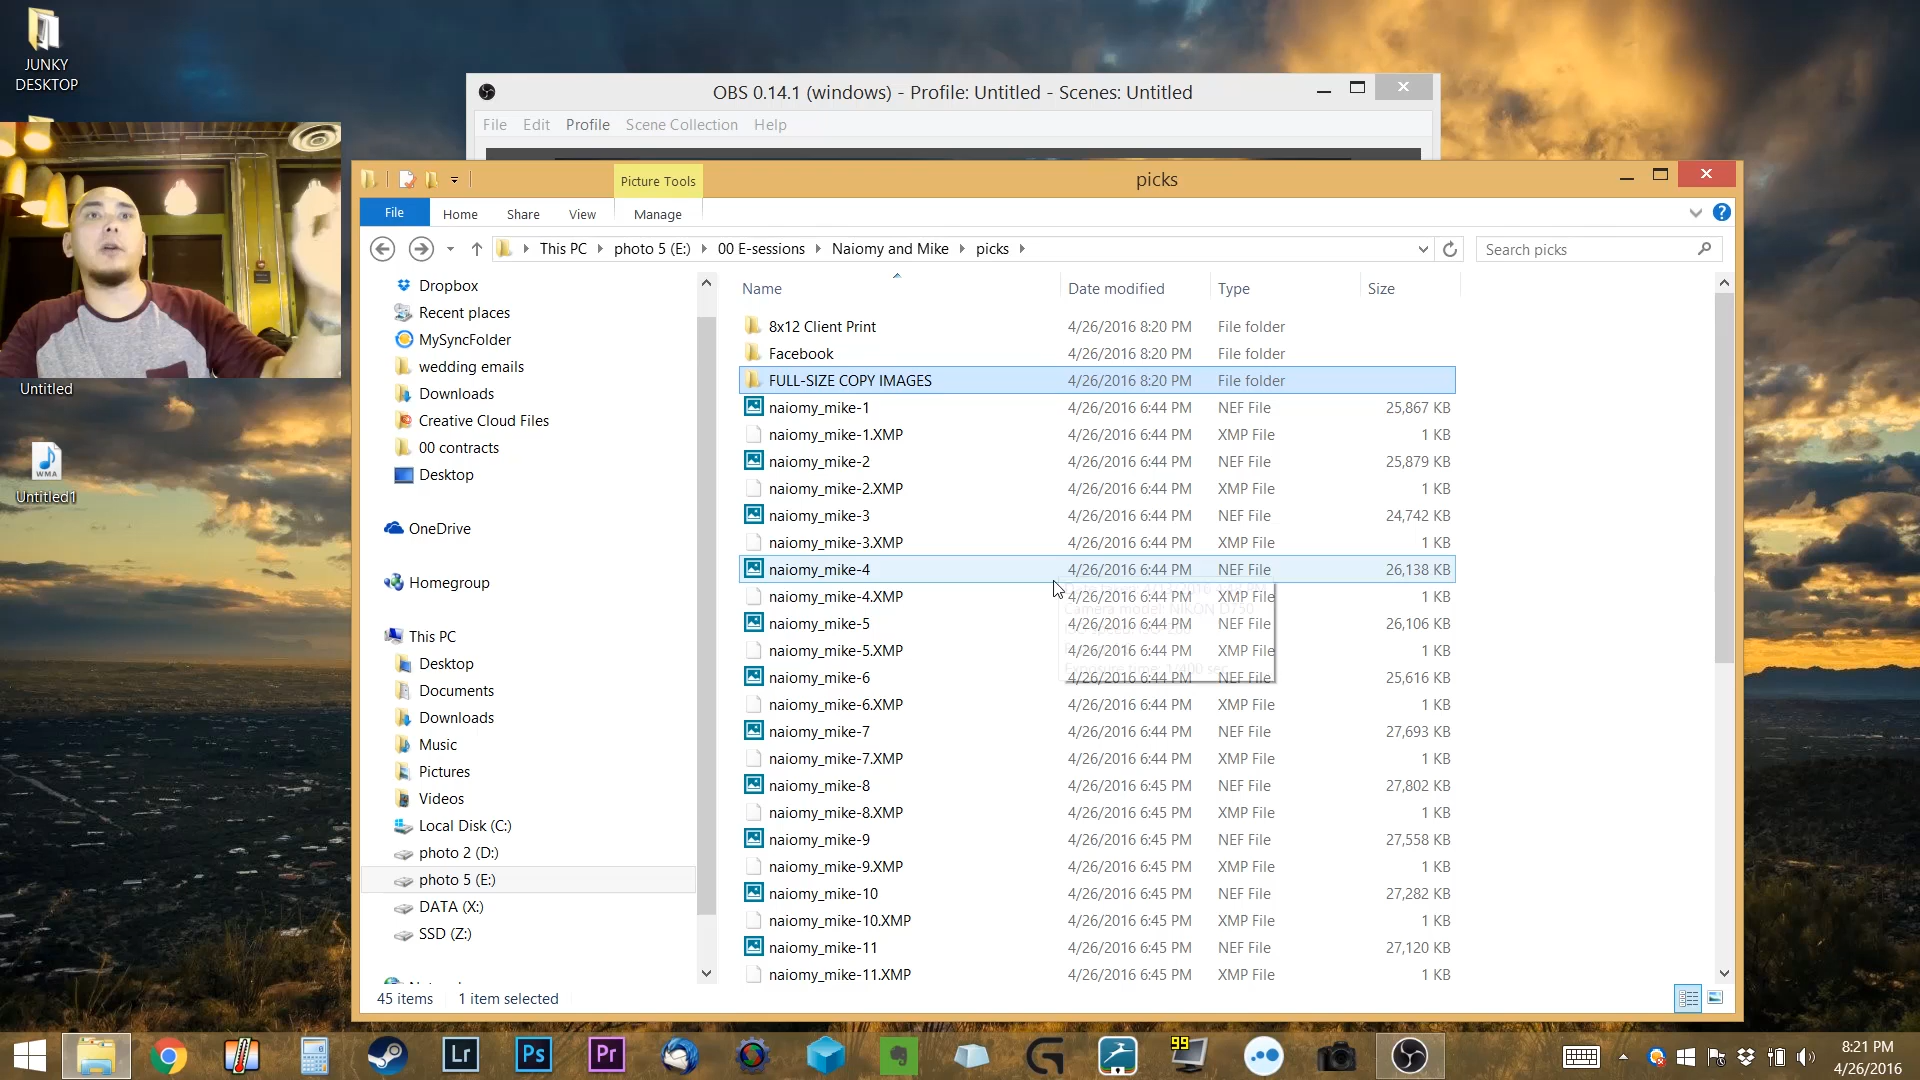 JUNKY
DESKTOP
Untitled
WMA
Untitled1
OBS 0.14.1 (windows) - Profile: Untitled - Scenes: Untitled
File Edit Profile Scene Collection Help
Picture Tools
picks
File Home Share View Manage
This PC photo 5 (E:) 00 E-sessions Naiomy and Mike picks
Search picks
Dropbox
Recent places
MySyncFolder
wedding emails
Downloads
Creative Cloud Files
00 contracts
Desktop
OneDrive
Homegroup
This PC
Desktop
Documents
Downloads
Music
Pictures
Videos
Local Disk (C:)
photo 2 (D:)
photo 5 (E:)
DATA (X:)
SSD (Z:)
Name Date modified Type Size
8x12 Client Print 4/26/2016 8:20 PM File folder
Facebook 4/26/2016 8:20 PM File folder
FULL-SIZE COPY IMAGES 4/26/2016 8:20 PM File folder
naiomy_mike-1 4/26/2016 6:44 PM NEF File 25,867 KB
naiomy_mike-1.XMP 4/26/2016 6:44 PM XMP File 1 KB
naiomy_mike-2 4/26/2016 6:44 PM NEF File 25,879 KB
naiomy_mike-2.XMP 4/26/2016 6:44 PM XMP File 1 KB
naiomy_mike-3 4/26/2016 6:44 PM NEF File 24,742 KB
naiomy_mike-3.XMP 4/26/2016 6:44 PM XMP File 1 KB
naiomy_mike-4 4/26/2016 6:44 PM NEF File 26,138 KB
naiomy_mike-4.XMP 4/26/2016 6:44 PM XMP File 1 KB
Camera model: NIKON D750
naiomy_mike-5 4/26/2016 6:44 PM NEF File 26,106 KB
naiomy_mike-5.XMP 4/26/2016 6:44 PM XMP File 1 KB
Exposure time: 1/400 sec.
naiomy_mike-6 4/26/2016 6:44 PM NEF File 25,616 KB
naiomy_mike-6.XMP 4/26/2016 6:44 PM XMP File 1 KB
naiomy_mike-7 4/26/2016 6:44 PM NEF File 27,693 KB
naiomy_mike-7.XMP 4/26/2016 6:44 PM XMP File 1 KB
naiomy_mike-8 4/26/2016 6:44 PM NEF File 27,802 KB
naiomy_mike-8.XMP 4/26/2016 6:45 PM XMP File 1 KB
naiomy_mike-9 4/26/2016 6:45 PM NEF File 27,558 KB
naiomy_mike-9.XMP 4/26/2016 6:45 PM XMP File 1 KB
naiomy_mike-10 4/26/2016 6:45 PM NEF File 27,282 KB
naiomy_mike-10.XMP 4/26/2016 6:45 PM XMP File 1 KB
naiomy_mike-11 4/26/2016 6:45 PM NEF File 27,120 KB
naiomy_mike-11.XMP 4/26/2016 6:45 PM XMP File 1 KB
45 items 1 item selected
Lr Ps Pr
99
8:21 PM
4/26/2016